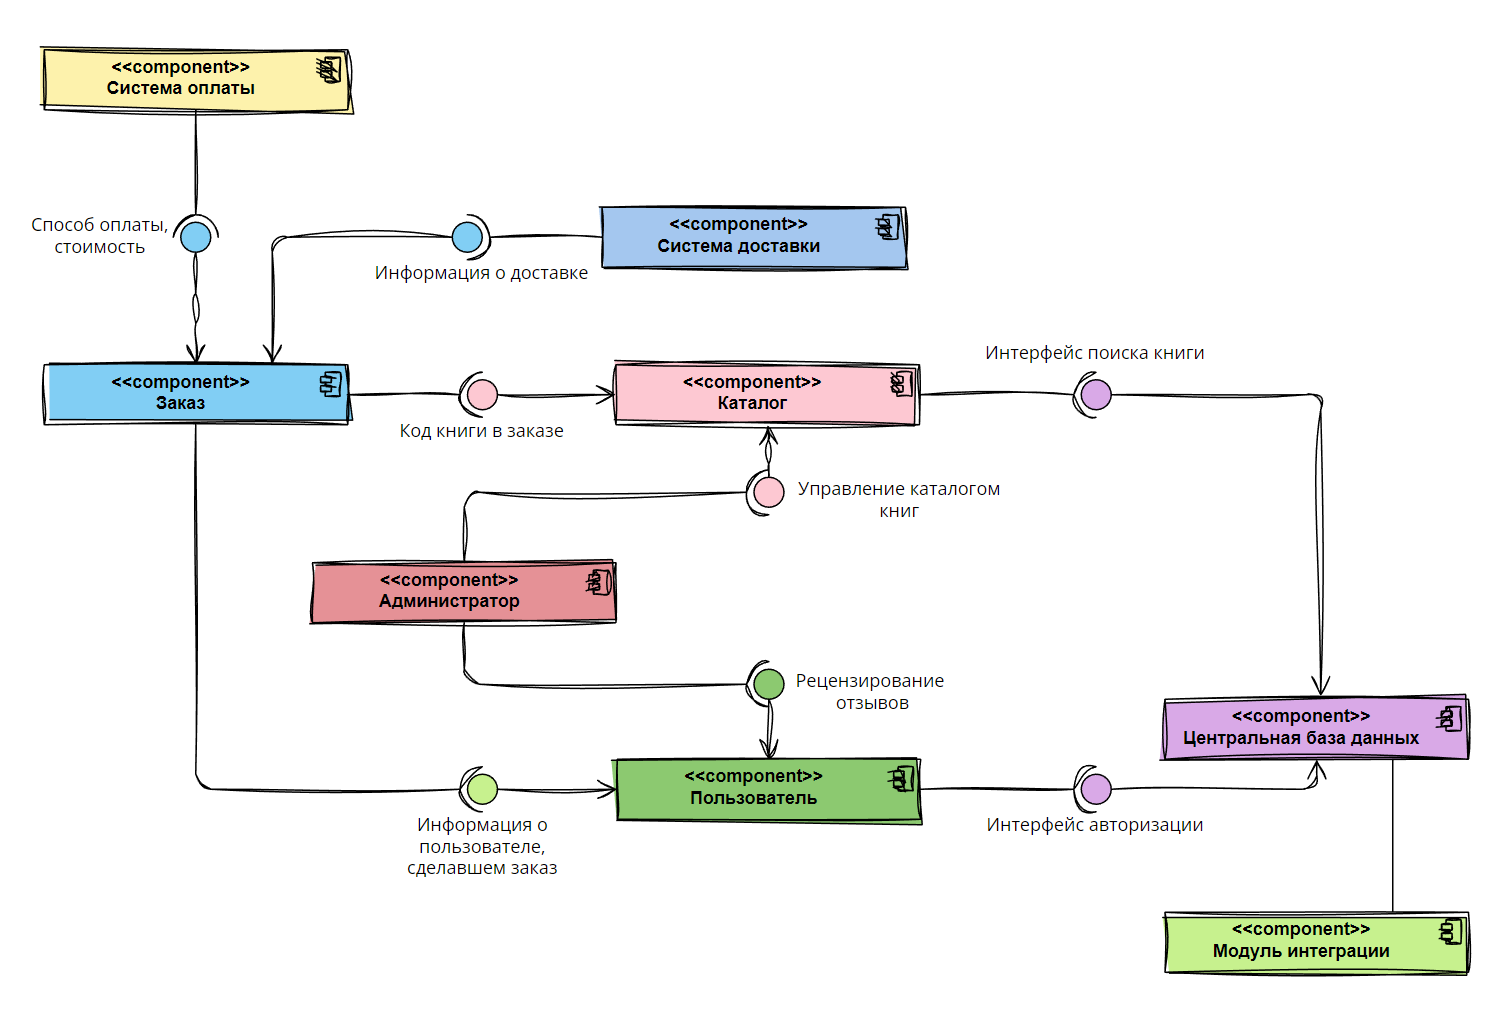 <<component>>
Система оплаты
Способ оплаты,
стоимость
<<component>>
Система доставки
Информация о доставке
<<component>>
Заказ
Код книги в заказе
<<component>>
Каталог
Интерфейс поиска книги
Управление каталогом
книг
<<component>>
Администратор
Рецензирование
отзывов
<<component>>
Центральная база данных
<<component>>
Пользователь
Информация о
пользователе,
сделавшем заказ
Интерфейс авторизации
<<component>>
Модуль интеграции